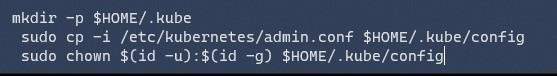 mkdir -p $HOME/.kube
sudo cp -i /etc/kubernetes/admin.conf $HOME/.kube/config
sudo chown $(id -u):$(id -g) $HOME/.kube/config